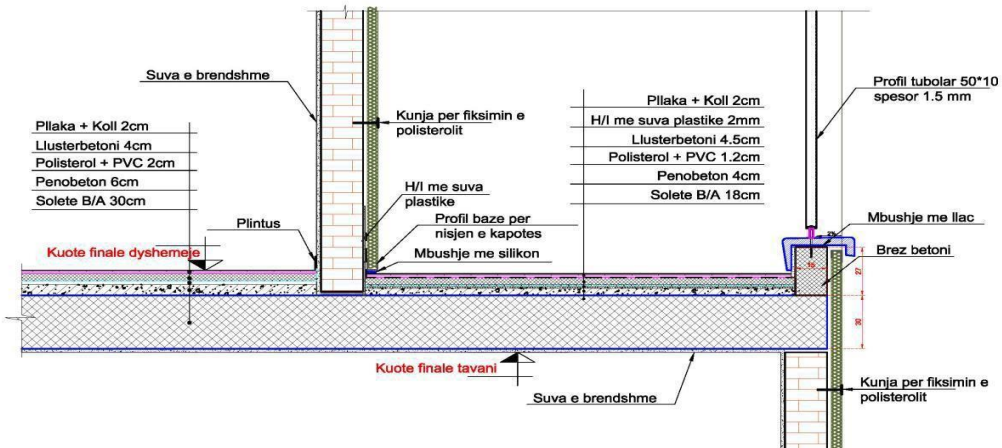 Suva e brendshme
Pllaka + Koll 2cm
Llusterbetoni 4cm
Polisterol + PVC 2cm
Penobeton 6cm
Solete B/A 30cm
Plintus
Kuote finale dyshemeje
Kunja per fiksimin e
polisterolit
H/I me suva
plastike
Profil baze per
nisjen e kapotes
Mbushje me silikon
Pllaka + Koll 2cm
H/I me suva plastike 2mm
Llusterbetoni 4.5cm
Polisterol + PVC 1.2cm
Penobeton 4cm
Solete B/A 18cm
Profil tubolar 50*10
spesor 1.5 mm
Mbushje me llac
Brez betoni
2%
27
30
Kuote finale tavani
Suva e brendshme
Kunja per fiksimin e
polisterolit